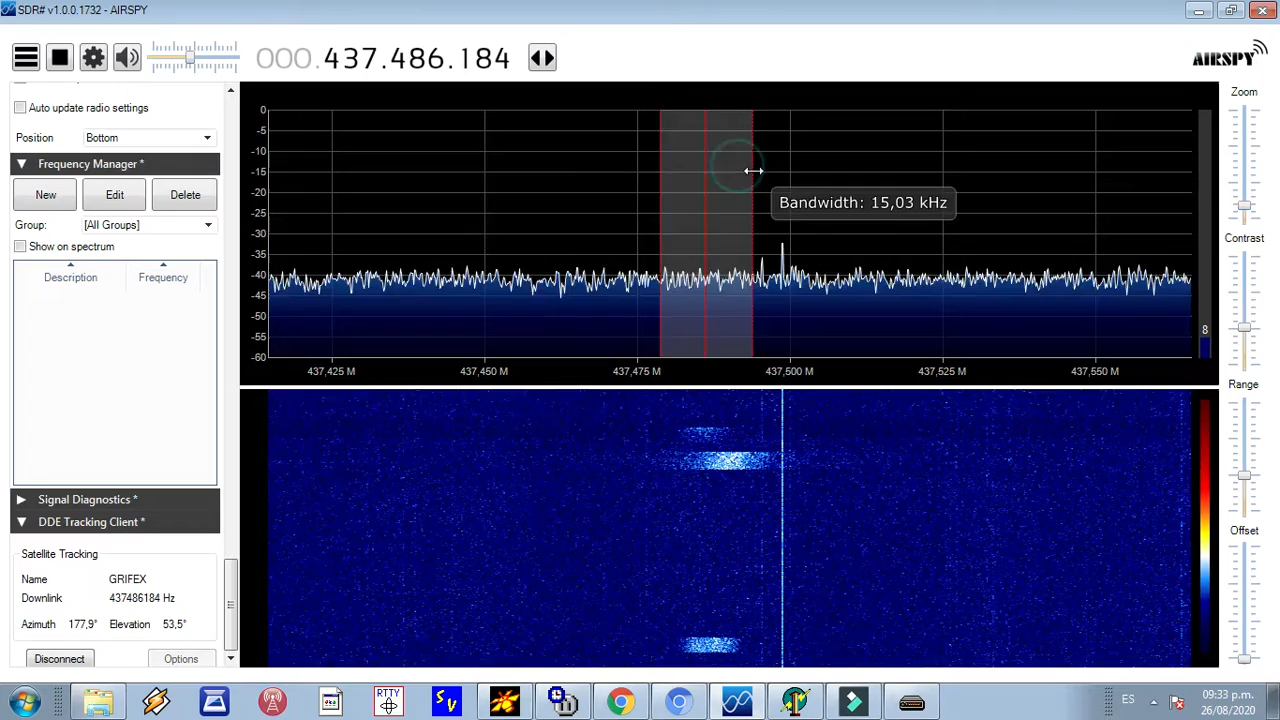 SDR# v1.0.0.1732 - AIRSPY
000.437.486.184
AIRSPY
Auto update radio settings
Position Bottom
Frequency Manager *
New Edit Delete
Group: [All Groups]
Show on spectrum
Description Frequency
Signal Diagnostics *
DDE Tracking Client *
Satellite Tracking
Name IFEX
Downlink 437486184 Hz
Azimuth 177,9° Elevation 53,5°
Disconnect Options
0
-5
-10
-15
-20
-25
-30
-35
-40
-45
-50
-55
-60
437,425 M 437,450 M 437,475 M 437,500 M 437,525 M 437,550 M
Bandwidth: 15,03 kHz
8
Zoom
Contrast
Range
Offset
RTTY
S V
ES
09:33 p.m.
26/08/2020